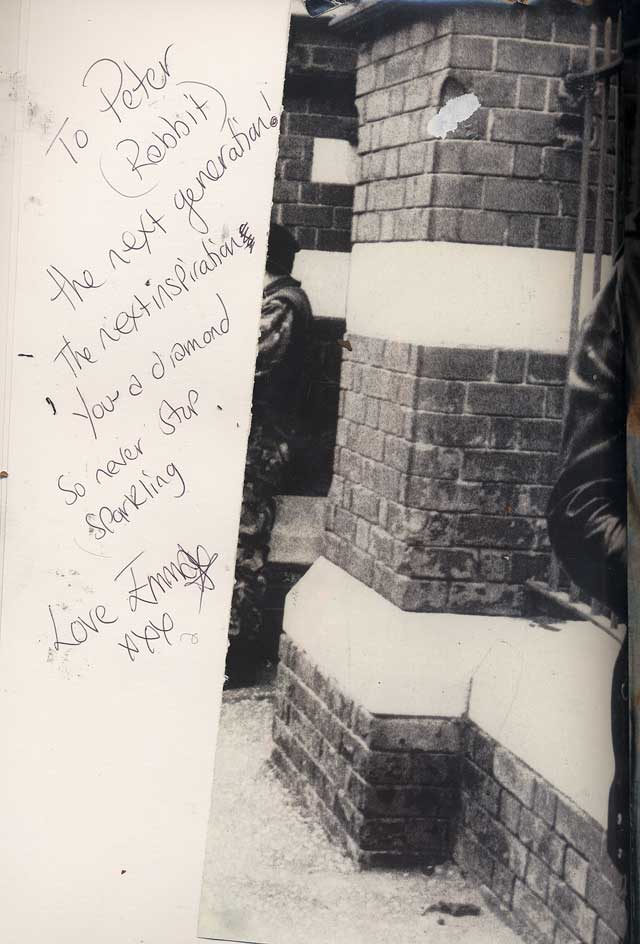 To Peter
(Rabbit)
the next generation!
The next inspiration
You a diamond
So never stop
sparkling
Love Emma
xxx